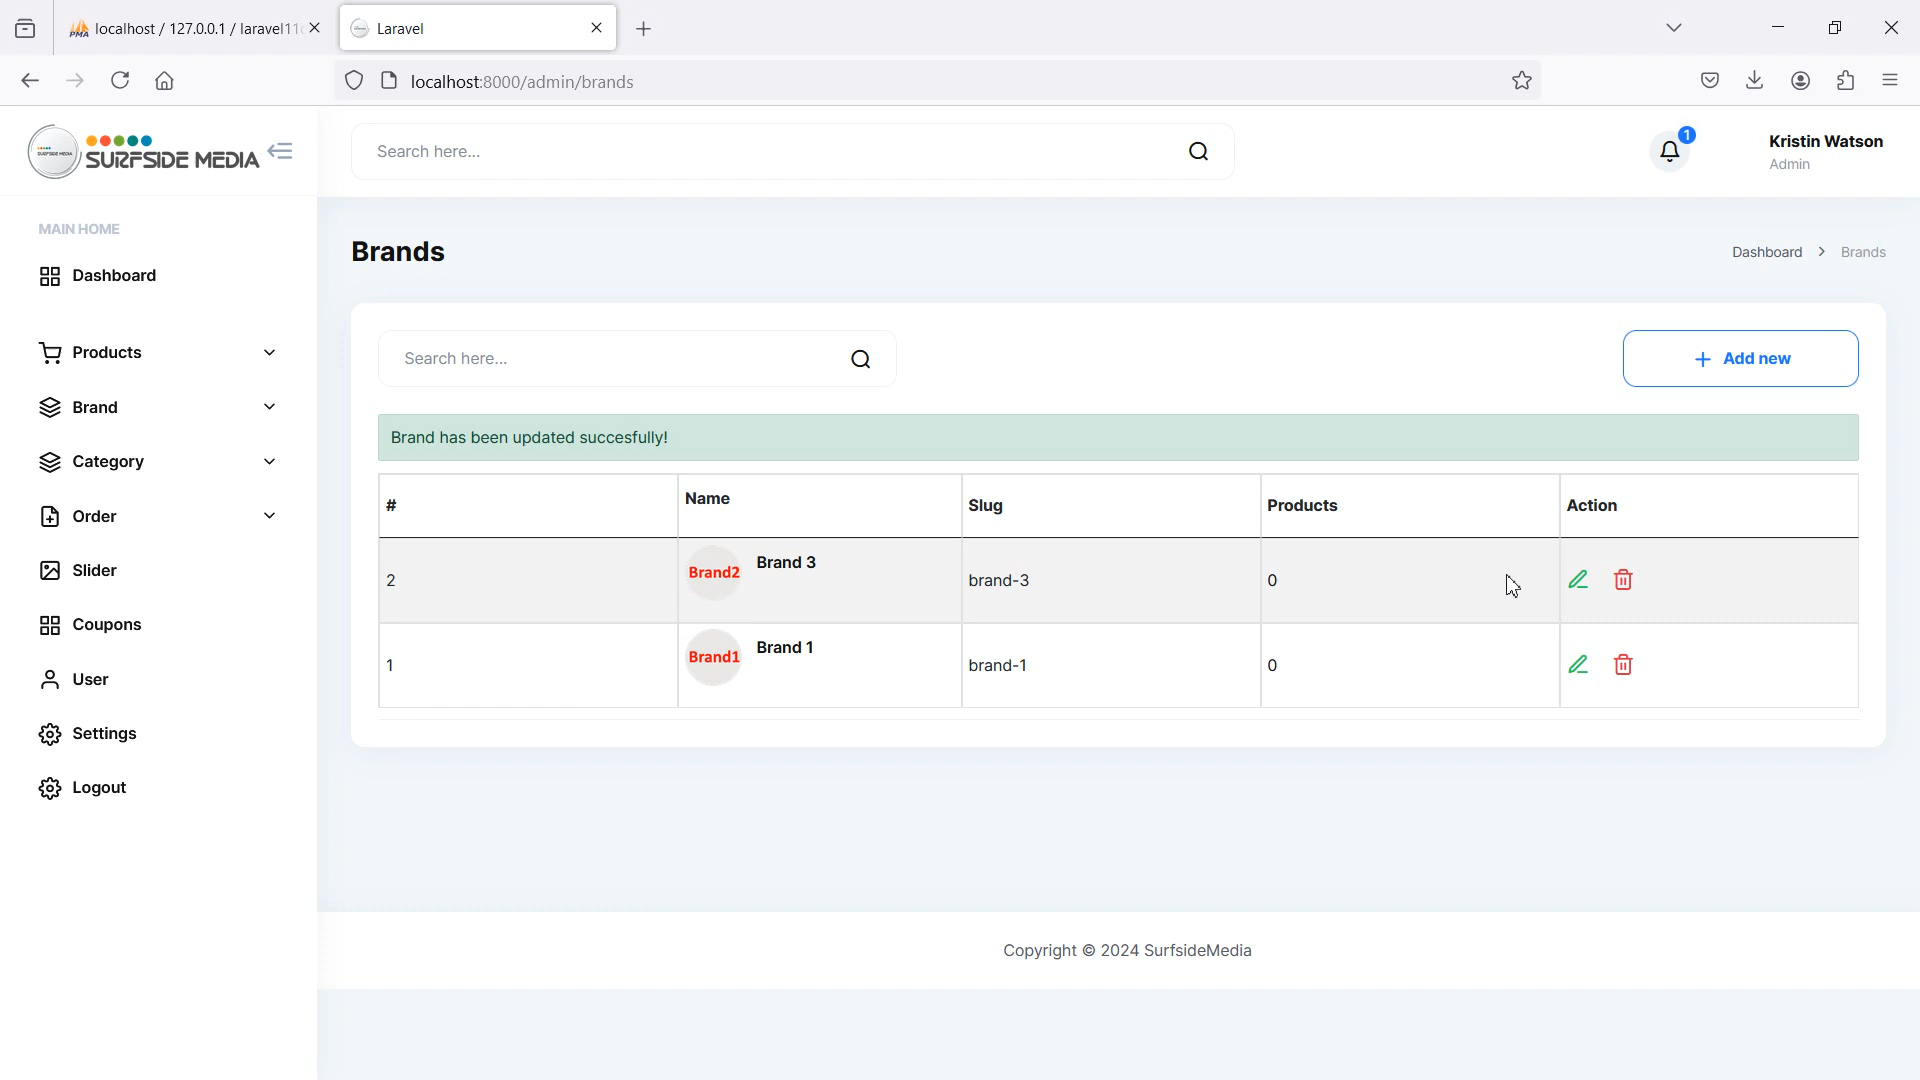 localhost / 127.0.0.1 / laravel11
Laravel
localhost:8000/admin/brands
SURFSIDE MEDIA
SURFSIDE MEDIA
Search here...
1
Kristin Watson
Admin
MAIN HOME
Dashboard
Products
Brand
Category
Order
Slider
Coupons
User
Settings
Logout
Brands
Dashboard > Brands
Search here...
+ Add new
Brand has been updated succesfully!
# Name Slug Products Action
2 Brand2 Brand 3 brand-3 0
1 Brand1 Brand 1 brand-1 0
Copyright © 2024 SurfsideMedia